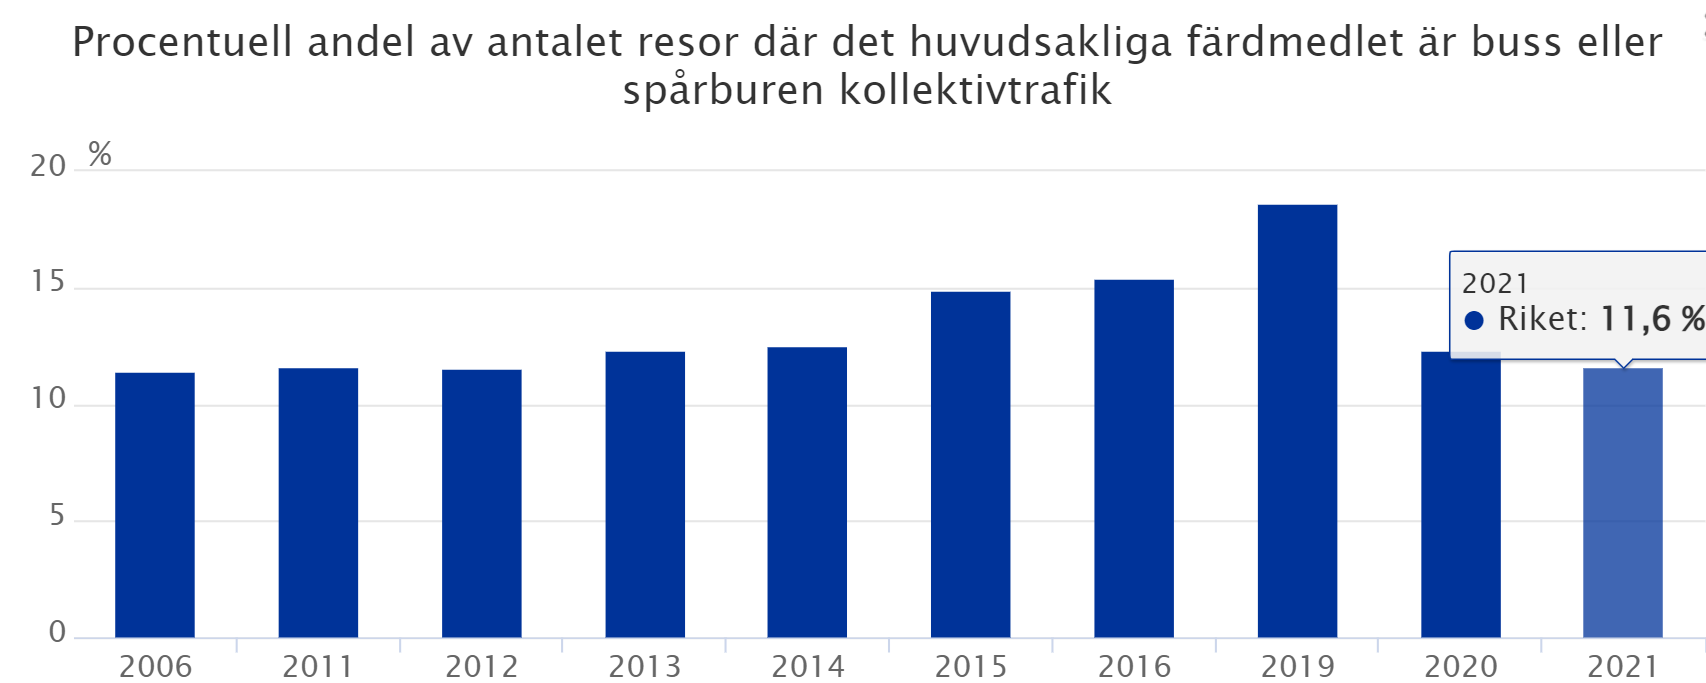 Procentuell andel av antalet resor där det huvudsakliga färdmedlet är buss eller
spårburen kollektivtrafik
%
20
15
10
5
0
2021
Riket: 11,6 %
2006 2011 2012 2013 2014 2015 2016 2019 2020 2021